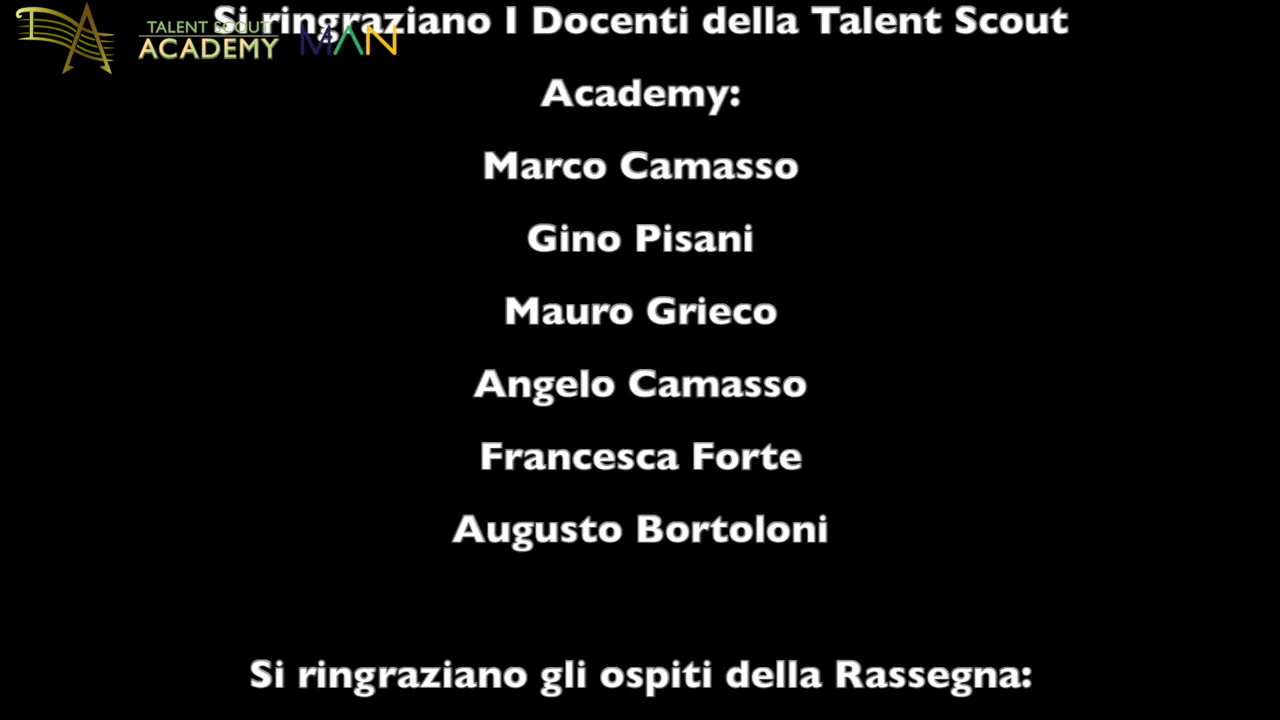 Si ringraziano I Docenti della Talent Scout
TALENT SCOUT
ACADEMY
MAN
Academy:
Marco Camasso
Gino Pisani
Mauro Grieco
Angelo Camasso
Francesca Forte
Augusto Bortoloni
Si ringraziano gli ospiti della Rassegna: